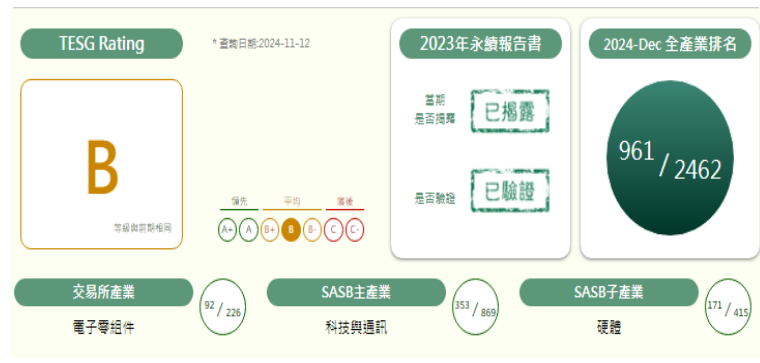 TESG Rating
* 查詢日期:2024-11-12
2023年永續報告書
2024-Dec 全產業排名
B
等級與前期相同
領先 平均 落後
A+ A B+ B B- C C-
當期
是否揭露
已揭露
是否驗證
已驗證
961 / 2462
交易所產業
92 / 226
電子零組件
SASB主產業
353 / 869
科技與通訊
SASB子產業
171 / 415
硬體